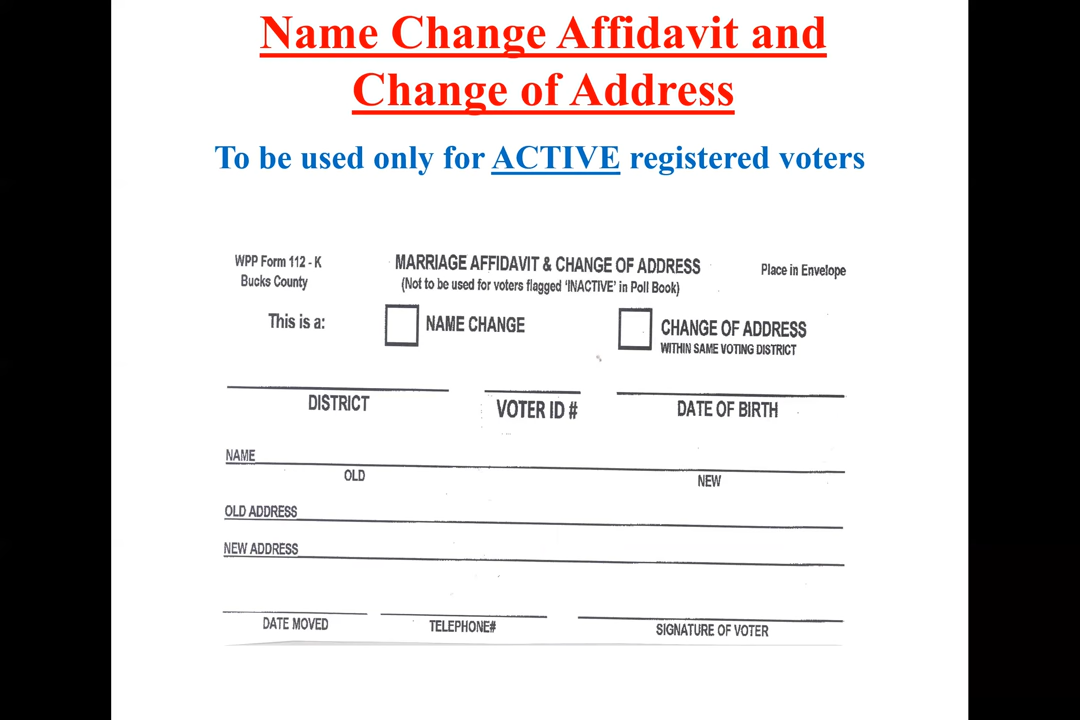 Name Change Affidavit and
Change of Address
To be used only for ACTIVE registered voters
WPP Form 112 - K
Bucks County
MARRIAGE AFFIDAVIT & CHANGE OF ADDRESS
(Not to be used for voters flagged 'INACTIVE' in Poll Book)
Place in Envelope
This is a:
NAME CHANGE
CHANGE OF ADDRESS
WITHIN SAME VOTING DISTRICT
DISTRICT
VOTER ID #
DATE OF BIRTH
NAME
OLD
NEW
OLD ADDRESS
NEW ADDRESS
DATE MOVED
TELEPHONE#
SIGNATURE OF VOTER